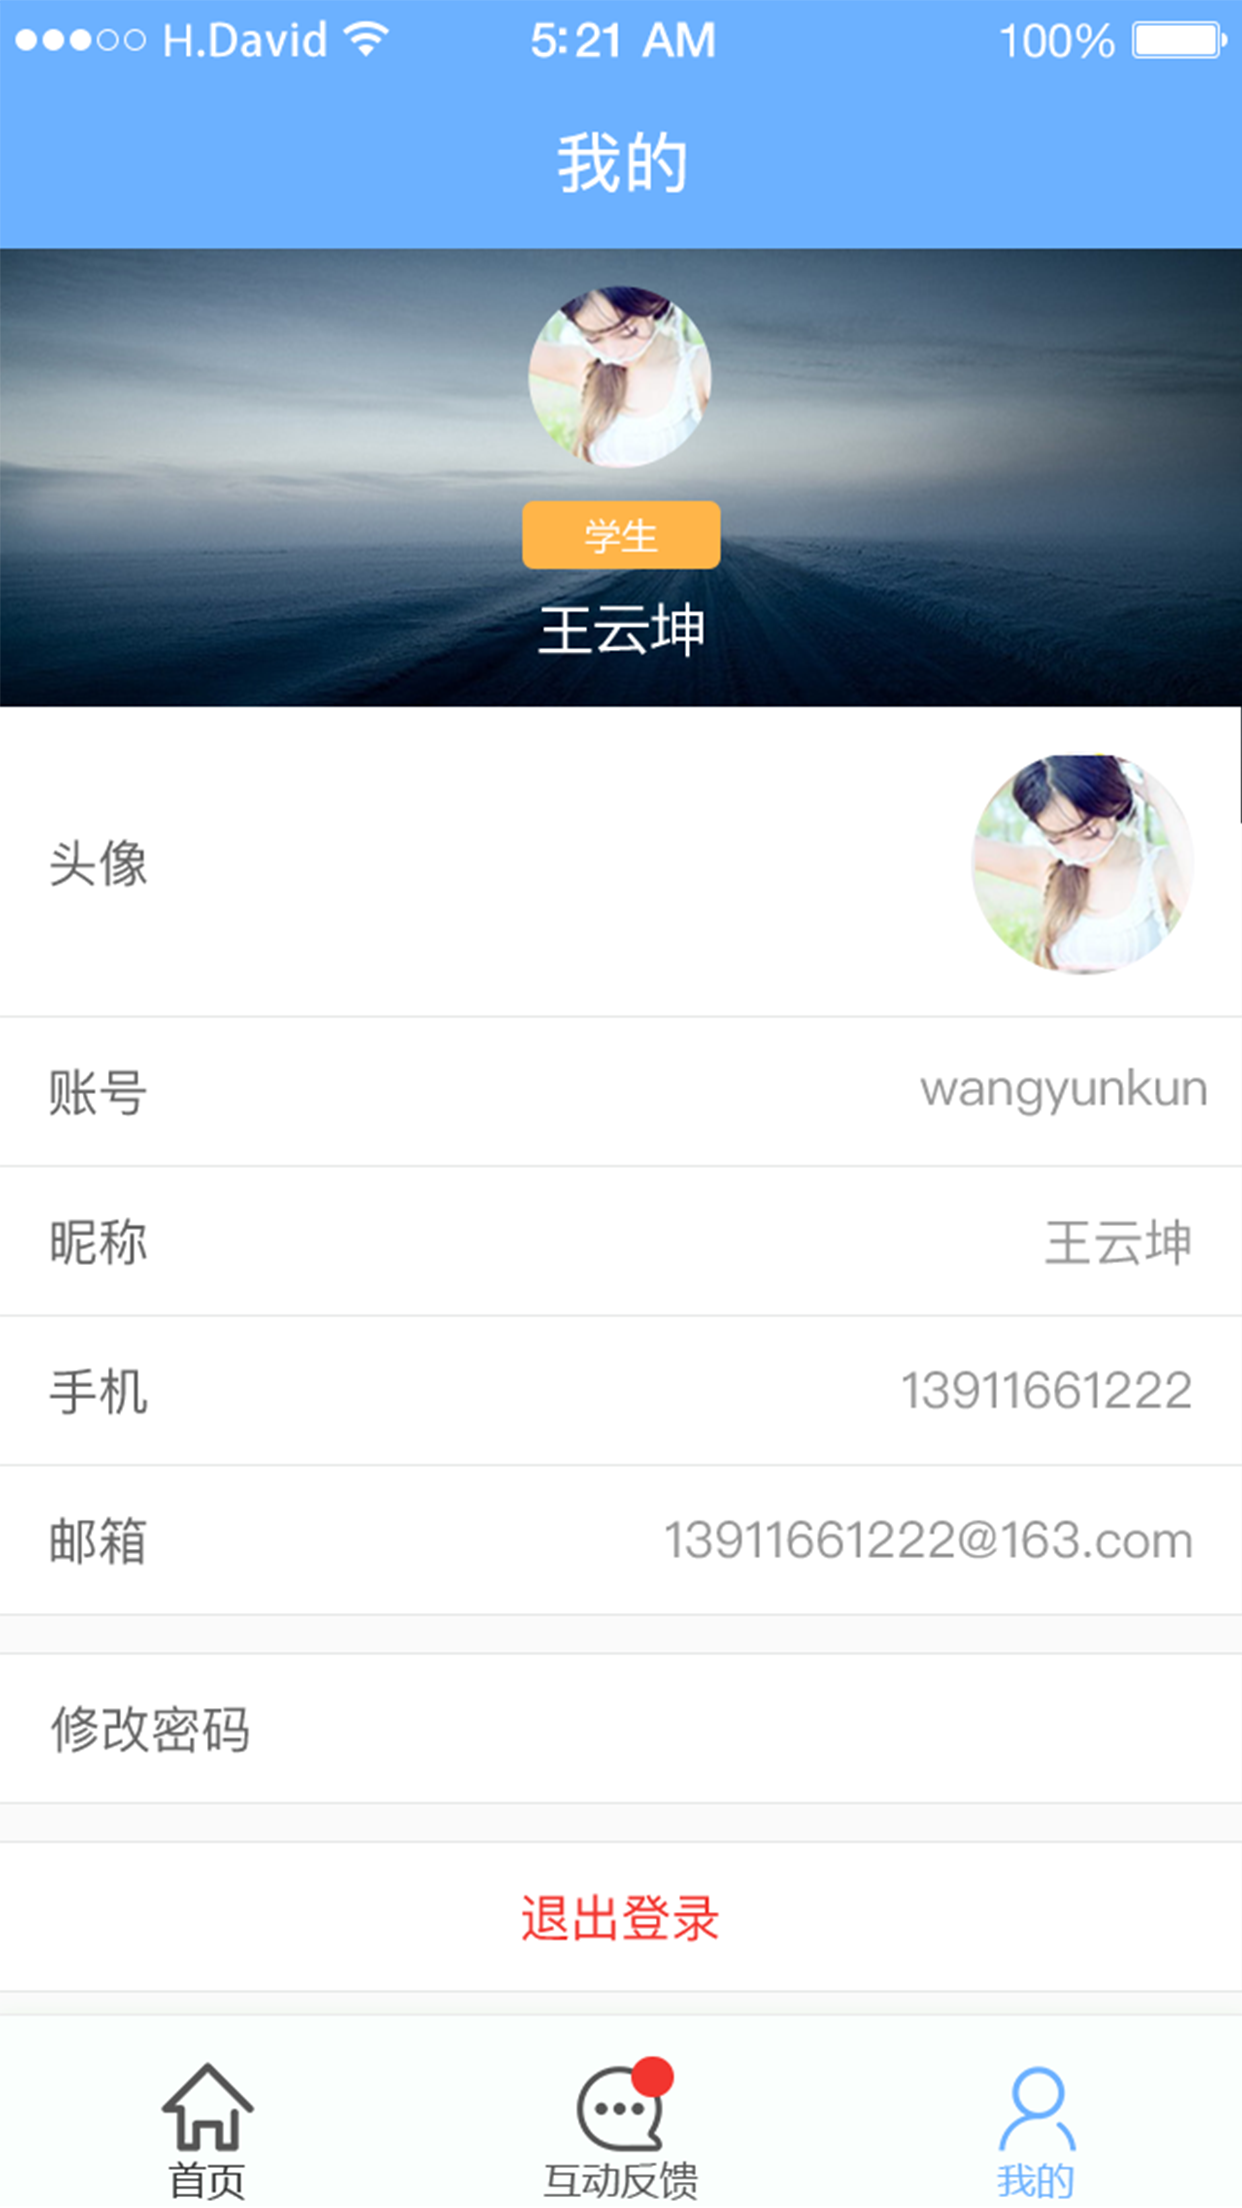 H.David 5:21 AM 100%
我的
学生
王云坤
头像
账号 wangyunkun
昵称 王云坤
手机 13911661222
邮箱 13911661222@163.com
修改密码
退出登录
首页 互动反馈 我的